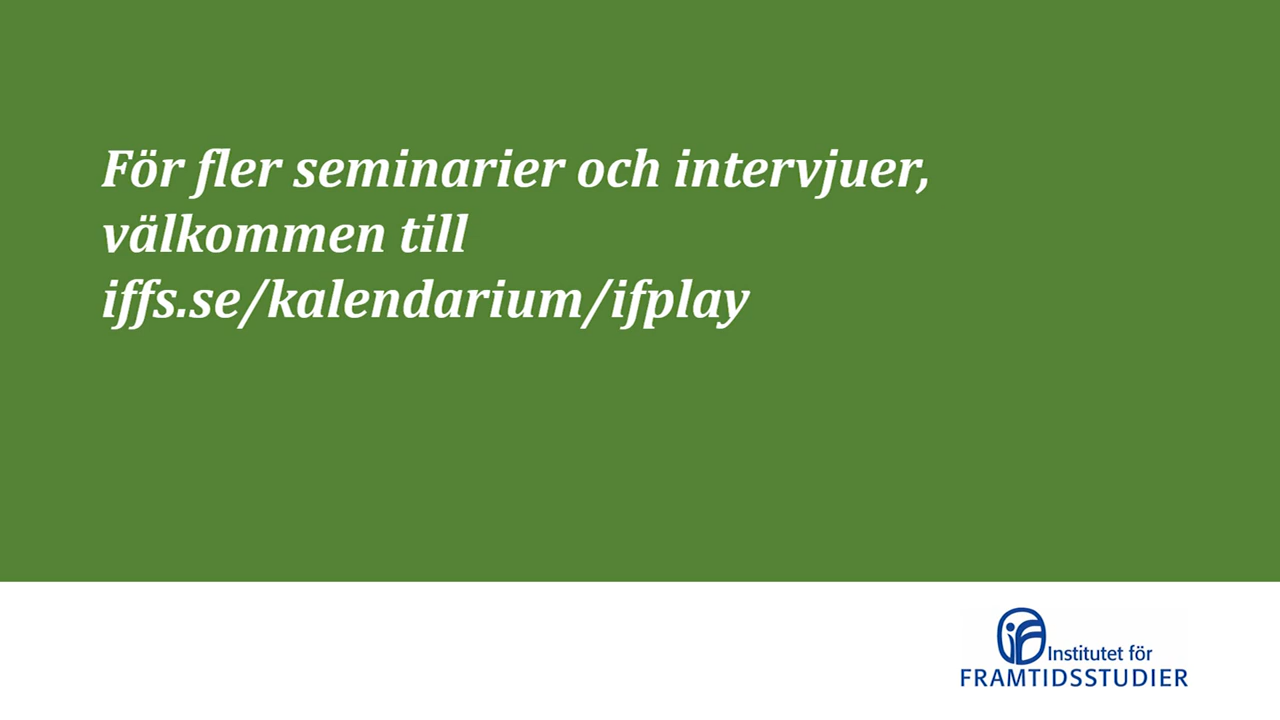 För fler seminarier och intervjuer,
välkommen till
iffs.se/kalendarium/ifplay
Institutet för
FRAMTIDSSTUDIER